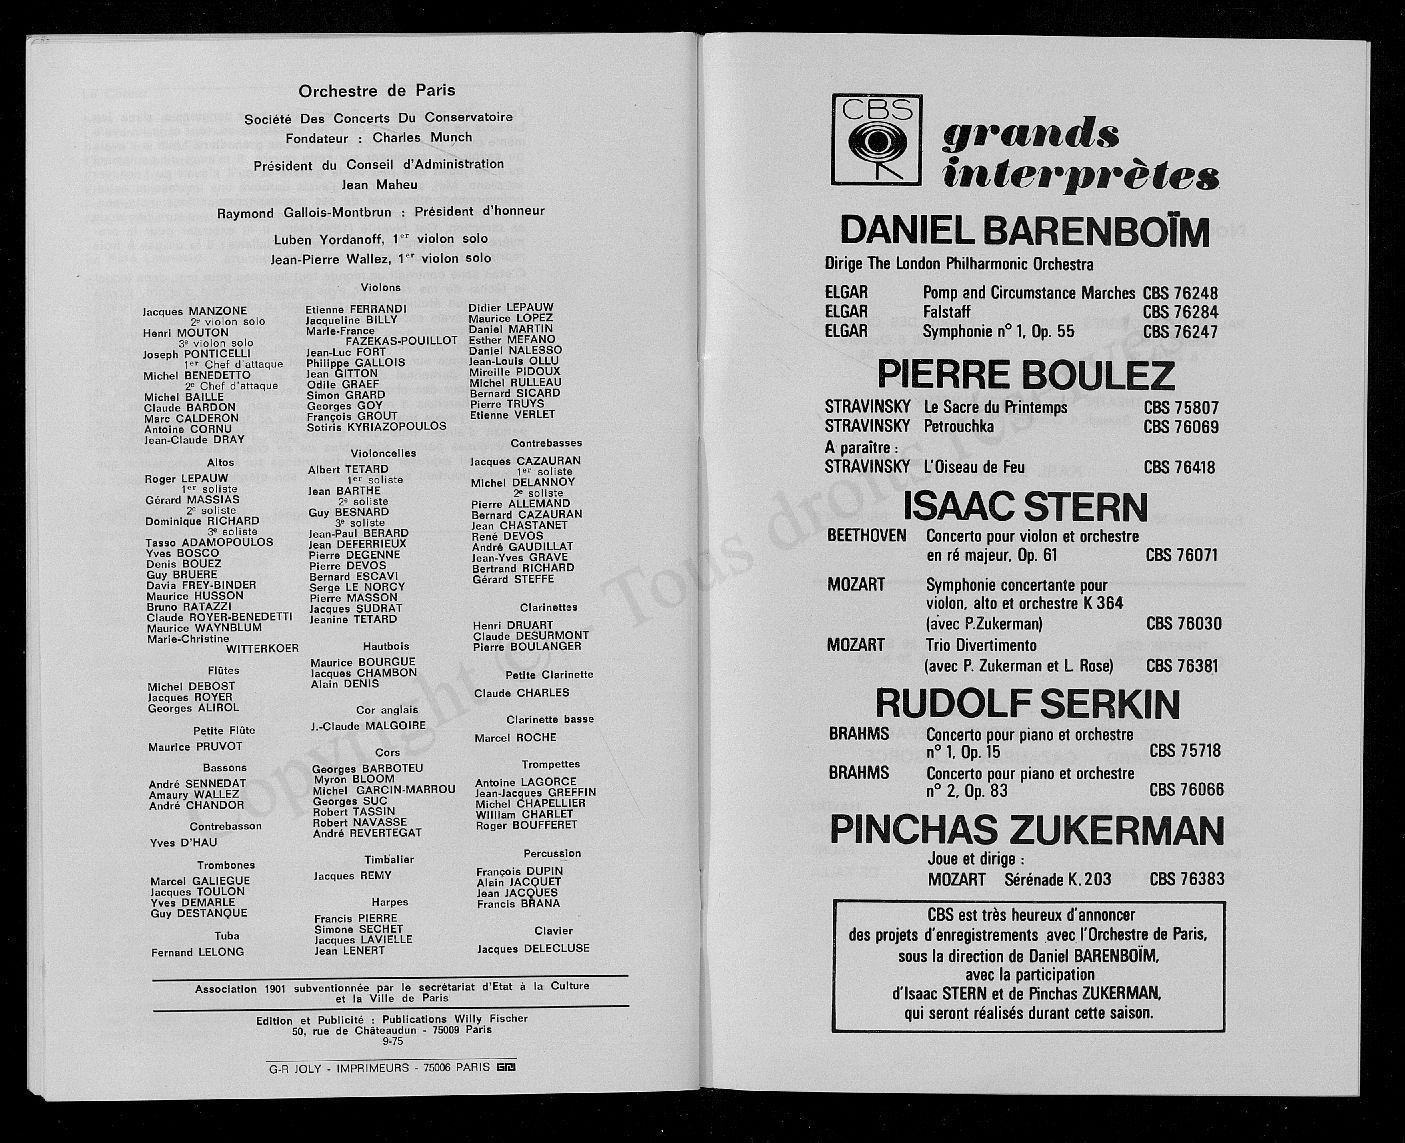 Orchestre de Paris
Société Des Concerts Du Conservatoire
Fondateur : Charles Munch
Président du Conseil d'Administration
Jean Maheu
Raymond Gallois-Montbrun : Président d'honneur
Luben Yordanoff, 1er violon solo
Jean-Pierre Wallez, 1er violon solo
Violons
Jacques MANZONE
2e violon solo
Henri MOUTON
3e violon solo
Joseph PONTICELLI
1er Chef d'attaque
Michel BENEDETTO
2e Chef d'attaque
Michel BAILLE
Claude BARDON
Marc CALDERON
Antoine CORNU
Jean-Claude DRAY
Etienne FERRANDI
Jacqueline BILLY
Marie-France
FAZEKAS-POUILLOT
Jean-Luc FORT
Philippe GALLOIS
Jean GITTON
Odile GRAEF
Simon GRARD
Georges GOY
François GROUT
Sotiris KYRIAZOPOULOS
Didier LEPAUW
Maurice LOPEZ
Daniel MARTIN
Esther MEFANO
Daniel NALESSO
Jean-Louis OLLU
Mireille PIDOUX
Michel RULLEAU
Bernard SICARD
Pierre TRUYS
Etienne VERLET
Altos
Roger LEPAUW
1er soliste
Gérard MASSIAS
2e soliste
Dominique RICHARD
3e soliste
Tasso ADAMOPOULOS
Yves BOSCO
Denis BOUEZ
Guy BRUERE
Davia FREY-BINDER
Maurice HUSSON
Bruno RATAZZI
Claude ROYER-BENEDETTI
Maurice WAYNBLUM
Marie-Christine
WITTERKOER
Flûtes
Michel DEBOST
Jacques ROYER
Georges ALIROL
Petite Flûte
Maurice PRUVOT
Bassons
André SENNEDAT
Amaury WALLEZ
André CHANDOR
Contrebasson
Yves D'HAU
Trombones
Marcel GALIEGUE
Jacques TOULON
Yves DEMARLE
Guy DESTANQUE
Tuba
Fernand LELONG
Violoncelles
Albert TETARD
1er soliste
Jean BARTHE
2e soliste
Guy BESNARD
3e soliste
Jean-Paul BERARD
Jean DEFERRIEUX
Pierre DEGENNE
Pierre DEVOS
Bernard ESCAVI
Serge LE NORCY
Pierre MASSON
Jacques SUDRAT
Jeanine TETARD
Hautbois
Maurice BOURGUE
Jacques CHAMBON
Alain DENIS
Cor anglais
J.-Claude MALGOIRE
Cors
Georges BARBOTEU
Myron BLOOM
Michel GARCIN-MARROU
Georges SUC
Robert TASSIN
Robert NAVASSE
André REVERTEGAT
Timbalier
Jacques REMY
Harpes
Francis PIERRE
Simone SECHET
Jacques LAVIELLE
Jean LENERT
Contrebasses
Jacques CAZAURAN
1er soliste
Michel DELANNOY
2e soliste
Pierre ALLEMAND
Bernard CAZAURAN
Jean CHASTANET
René DEVOS
André GAUDILLAT
Jean-Yves GRAVE
Bertrand RICHARD
Gérard STEFFE
Clarinettes
Henri DRUART
Claude DESURMONT
Pierre BOULANGER
Petite Clarinette
Claude CHARLES
Clarinette basse
Marcel ROCHE
Trompettes
Antoine LAGORCE
Jean-Jacques GREFFIN
Michel CHAPELLIER
William CHARLET
Roger BOUFFERET
Percussion
François DUPIN
Alain JACQUET
Jean JACQUES
Francis BRANA
Clavier
Jacques DELECLUSE
Association 1901 subventionnée par le secrétariat d'Etat à la Culture
et la Ville de Paris
Edition et Publicité : Publications Willy Fischer
50, rue de Châteaudun - 75009 Paris
9-75
G-R JOLY - IMPRIMEURS - 75006 PARIS
CBS
grands
interprètes
DANIEL BARENBOÏM
Dirige The London Philharmonic Orchestra
ELGAR Pomp and Circumstance Marches CBS 76248
ELGAR Falstaff CBS 76284
ELGAR Symphonie n° 1, Op. 55 CBS 76247
PIERRE BOULEZ
STRAVINSKY Le Sacre du Printemps CBS 75807
STRAVINSKY Petrouchka CBS 76069
A paraître :
STRAVINSKY L'Oiseau de Feu CBS 76418
ISAAC STERN
BEETHOVEN Concerto pour violon et orchestre
en ré majeur, Op. 61 CBS 76071
MOZART Symphonie concertante pour
violon, alto et orchestre K 364
(avec P.Zukerman) CBS 76030
MOZART Trio Divertimento
(avec P. Zukerman et L. Rose) CBS 76381
RUDOLF SERKIN
BRAHMS Concerto pour piano et orchestre
n° 1, Op. 15 CBS 75718
BRAHMS Concerto pour piano et orchestre
n° 2, Op. 83 CBS 76066
PINCHAS ZUKERMAN
Joue et dirige :
MOZART Sérénade K. 203 CBS 76383
CBS est très heureux d'annoncer
des projets d'enregistrements avec l'Orchestre de Paris,
sous la direction de Daniel BARENBOÏM,
avec la participation
d'Isaac STERN et de Pinchas ZUKERMAN,
qui seront réalisés durant cette saison.
Copyright © - Tous droits réservés